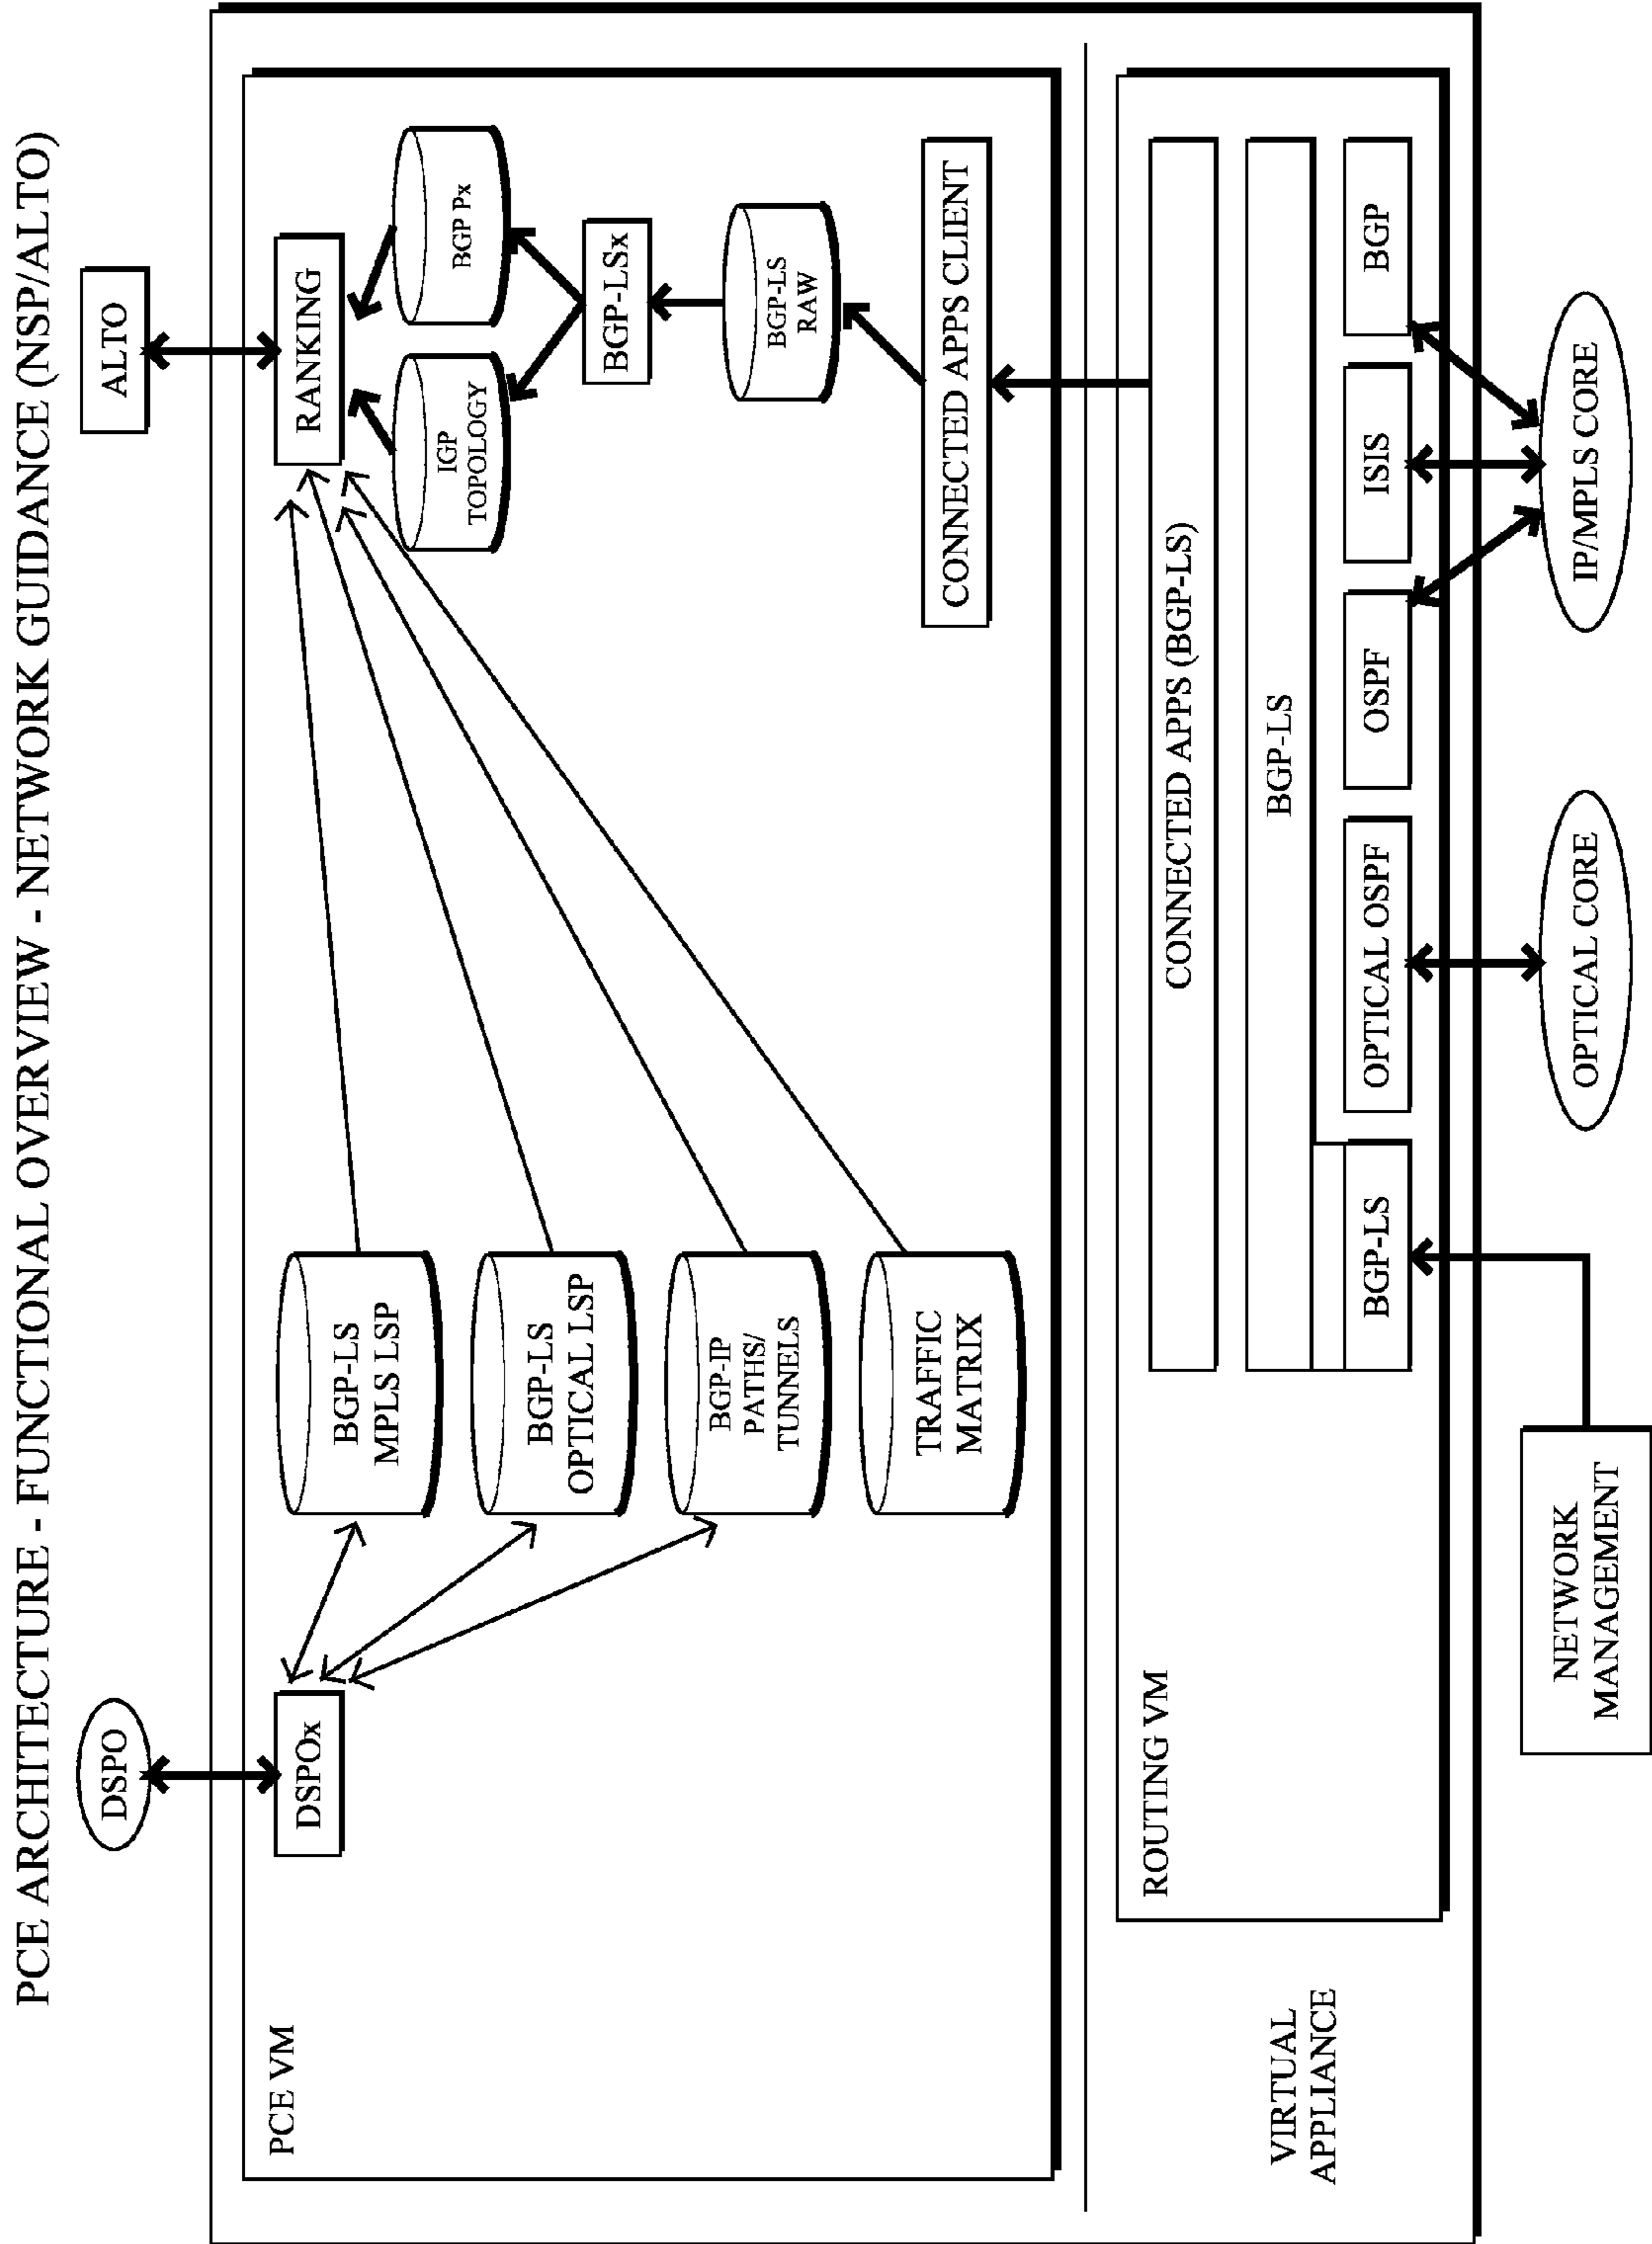 PCE ARCHITECTURE - FUNCTIONAL OVERVIEW - NETWORK GUIDANCE (NSP/ALTO)
DSPO
ALTO
PCE VM
DSPOx
RANKING
BGP-LS
MPLS LSP
BGP-LS
OPTICAL LSP
BGP-IP
PATHS/
TUNNELS
TRAFFIC
MATRIX
IGP
TOPOLOGY
BGP Px
BGP-LSx
BGP-LS
RAW
CONNECTED APPS CLIENT
VIRTUAL
APPLIANCE
ROUTING VM
CONNECTED APPS (BGP-LS)
BGP-LS
BGP-LS
OPTICAL OSPF
OSPF
ISIS
BGP
NETWORK
MANAGEMENT
OPTICAL CORE
IP/MPLS CORE